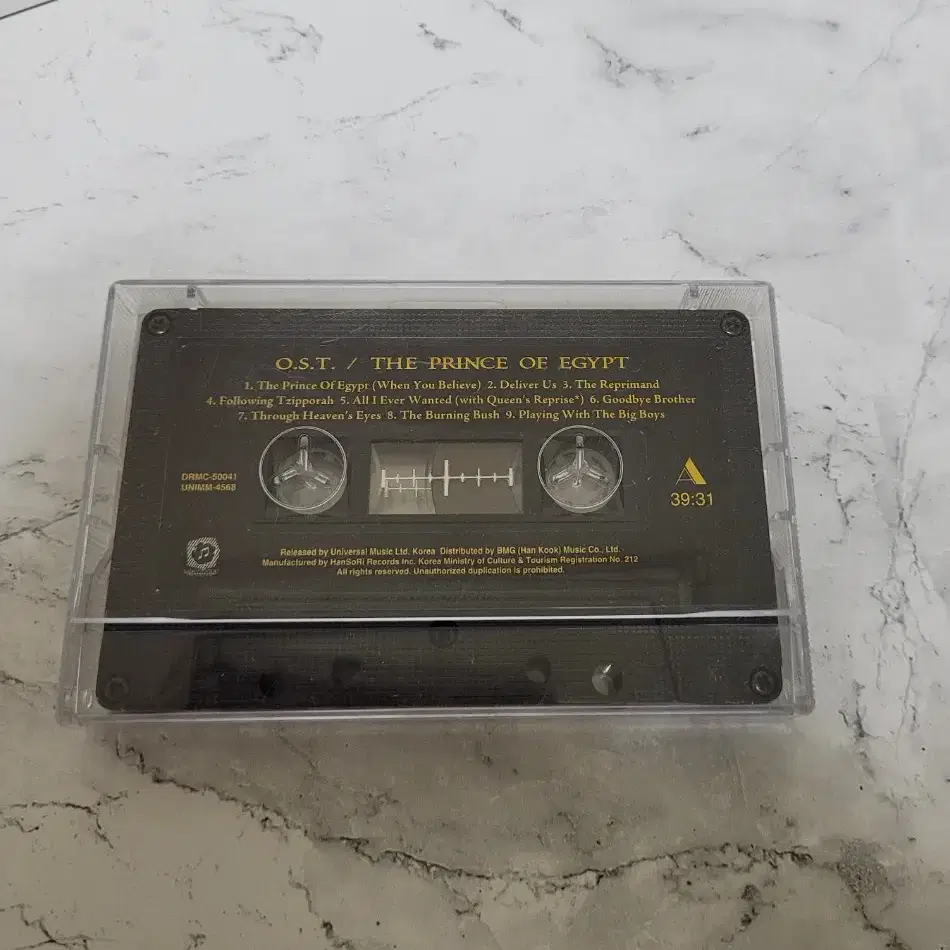 O.S.T. / THE PRINCE OF EGYPT
1. The Prince Of Egypt (When You Believe) 2. Deliver Us 3. The Reprimand
4. Following Tzipporah 5. All I Ever Wanted (with Queen's Reprise*) 6. Goodbye Brother
7. Through Heaven's Eyes 8. The Burning Bush 9. Playing With The Big Boys
DRMC-50041
UNIMM-4568
A
39:31
Released by Universal Music Ltd. Korea Distributed by BMG (Han Kook) Music Co., Ltd.
Manufactured by HanSoRi Records Inc. Korea Ministry of Culture & Tourism Registration No. 212
All rights reserved. Unauthorized duplication is prohibited.